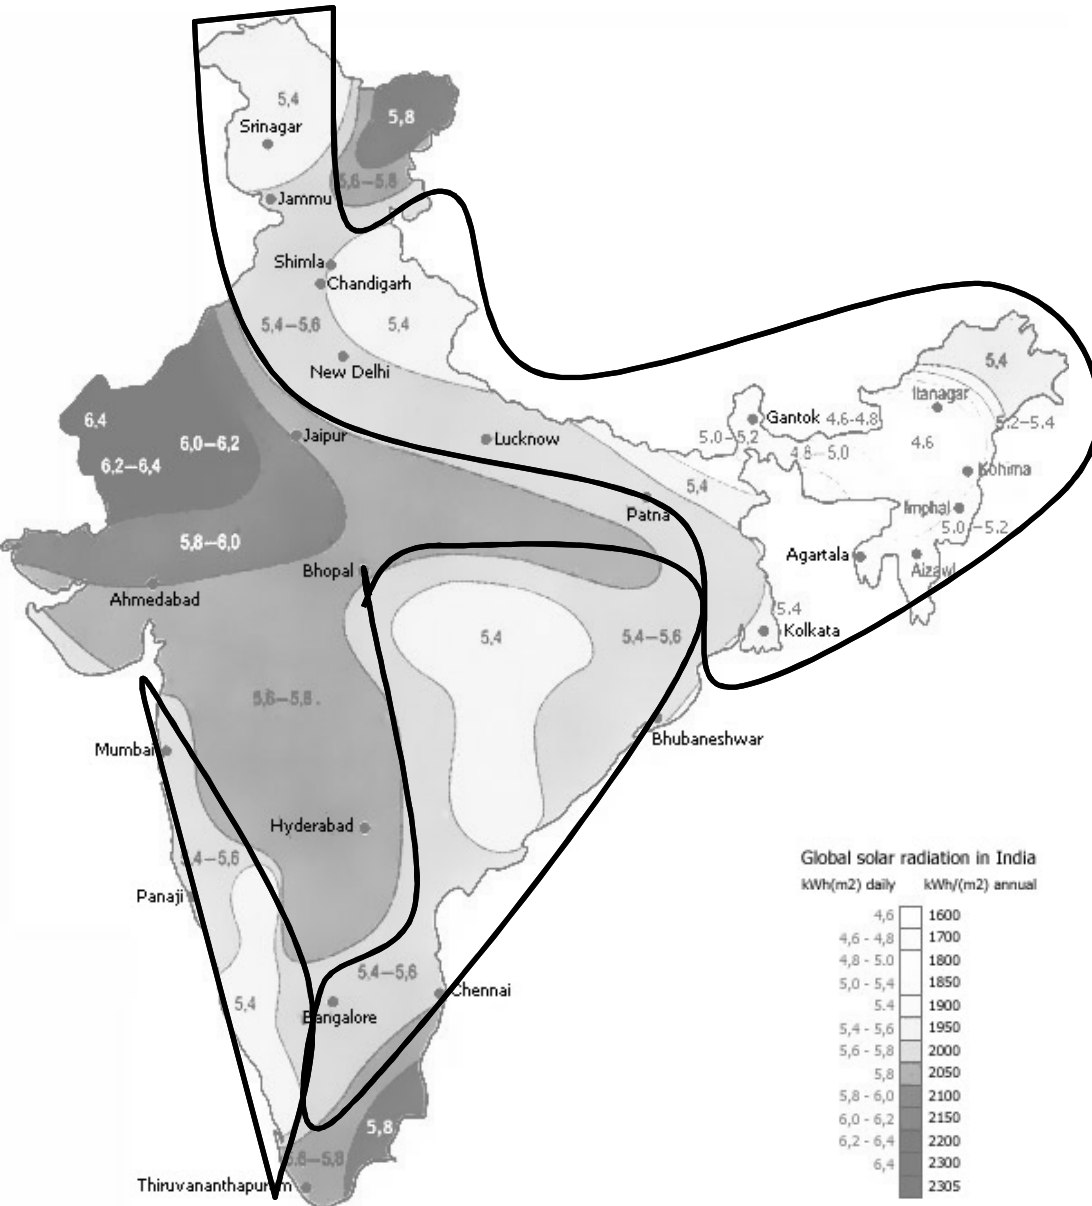 5,4
5,8
Srinagar
5,6—5,8
Jammu
Shimla
Chandigarh
5,4—5,6
5,4
New Delhi
5,4
Itanagar
6,4
Gantok 4.6-4.8
5.2—5.4
6,0—6,2
Jaipur
Lucknow
5.0—5,2
4.6
4.8—5.0
6,2—6,4
Kohima
5,4
Patna
Imphal
5.0—5.2
5,8—6,0
Agartala
Bhopal
Aizawl
Ahmedabad
5.4
5,4
5,4—5,6
Kolkata
5,6—5,8.
Bhubaneshwar
Mumbai
Hyderabad
5,4—5,6
Global solar radiation in India
kWh(m2) daily kWh/(m2) annual
Panaji
4,6 1600
4,6 - 4,8 1700
4,8 - 5.0 1800
5,0 - 5,4 1850
5.4 1900
5,4 - 5,6 1950
5,6 - 5,8 2000
5,8 2050
5,8 - 6,0 2100
6,0 - 6,2 2150
6,2 - 6,4 2200
6,4 2300
2305
5,4—5,6
Chennai
5,4
Bangalore
5,8
5,6—5,8
Thiruvananthapuram